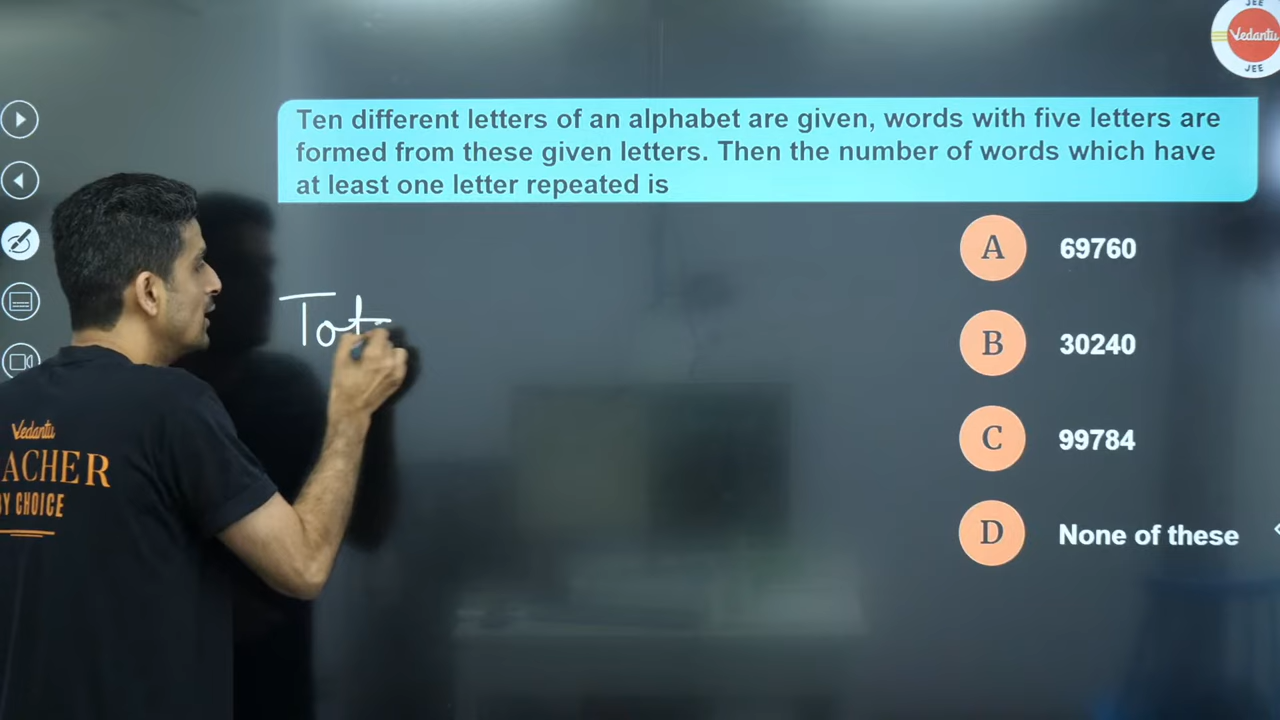 JEE
Vedantu
JEE
Ten different letters of an alphabet are given, words with five letters are
formed from these given letters. Then the number of words which have
at least one letter repeated is
A 69760
B 30240
C 99784
D None of these
Tot
Vedantu
ACHER
BY CHOICE